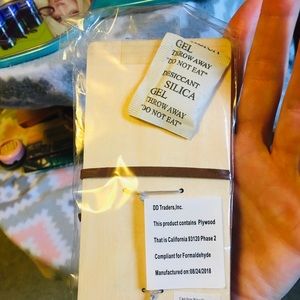 GEL
THROW AWAY
"DO NOT EAT"
DESICCANT
SILICA
GEL
THROW AWAY
"DO NOT EAT"
DD Traders,Inc.
This product contains Plywood
That is California 93120 Phase 2
Compliant for Formaldehyde
Manufactured on:08/24/2018